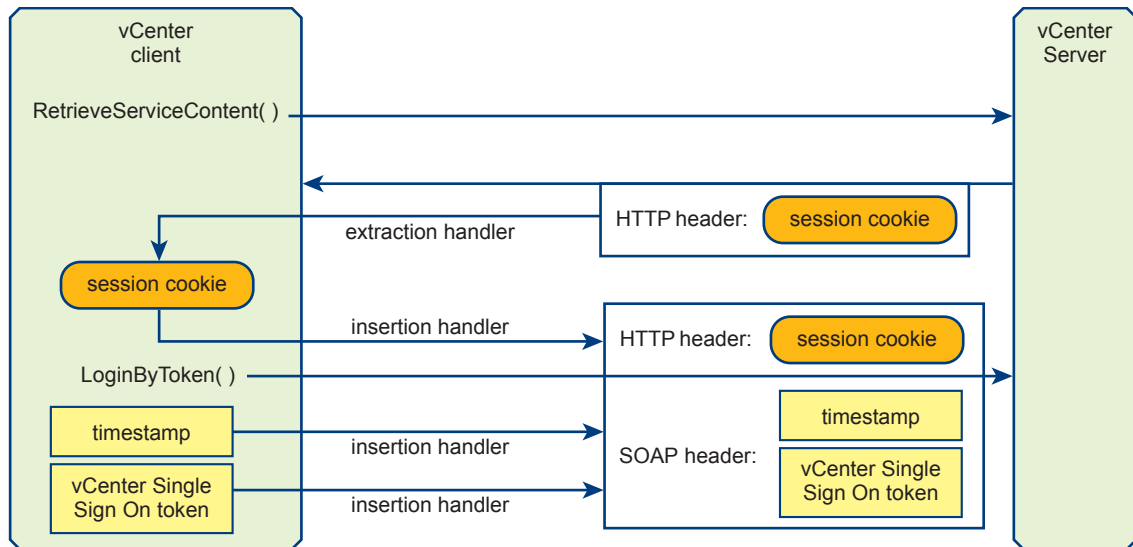 vCenter
client
vCenter
Server
RetrieveServiceContent( )
HTTP header:
session cookie
extraction handler
session cookie
insertion handler
HTTP header:
session cookie
LoginByToken( )
timestamp
insertion handler
SOAP header:
timestamp
vCenter Single
Sign On token
insertion handler
vCenter Single
Sign On token